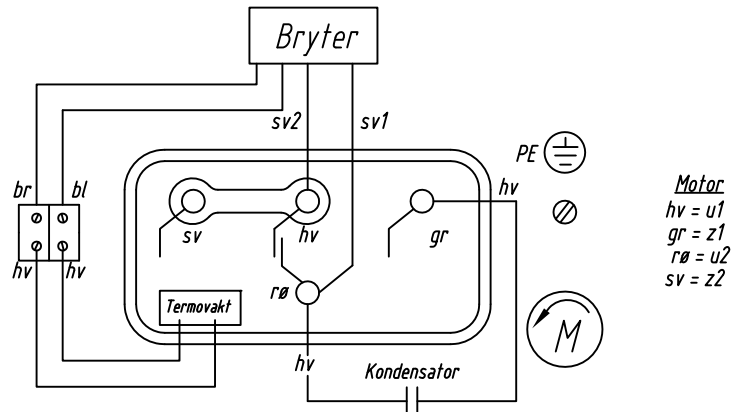 Bryter
sv2
sv1
PE
br
bl
hv
Motor
hv = u1
gr = z1
rø = u2
sv = z2
sv
hv
gr
hv
hv
rø
Termovakt
M
hv
Kondensator